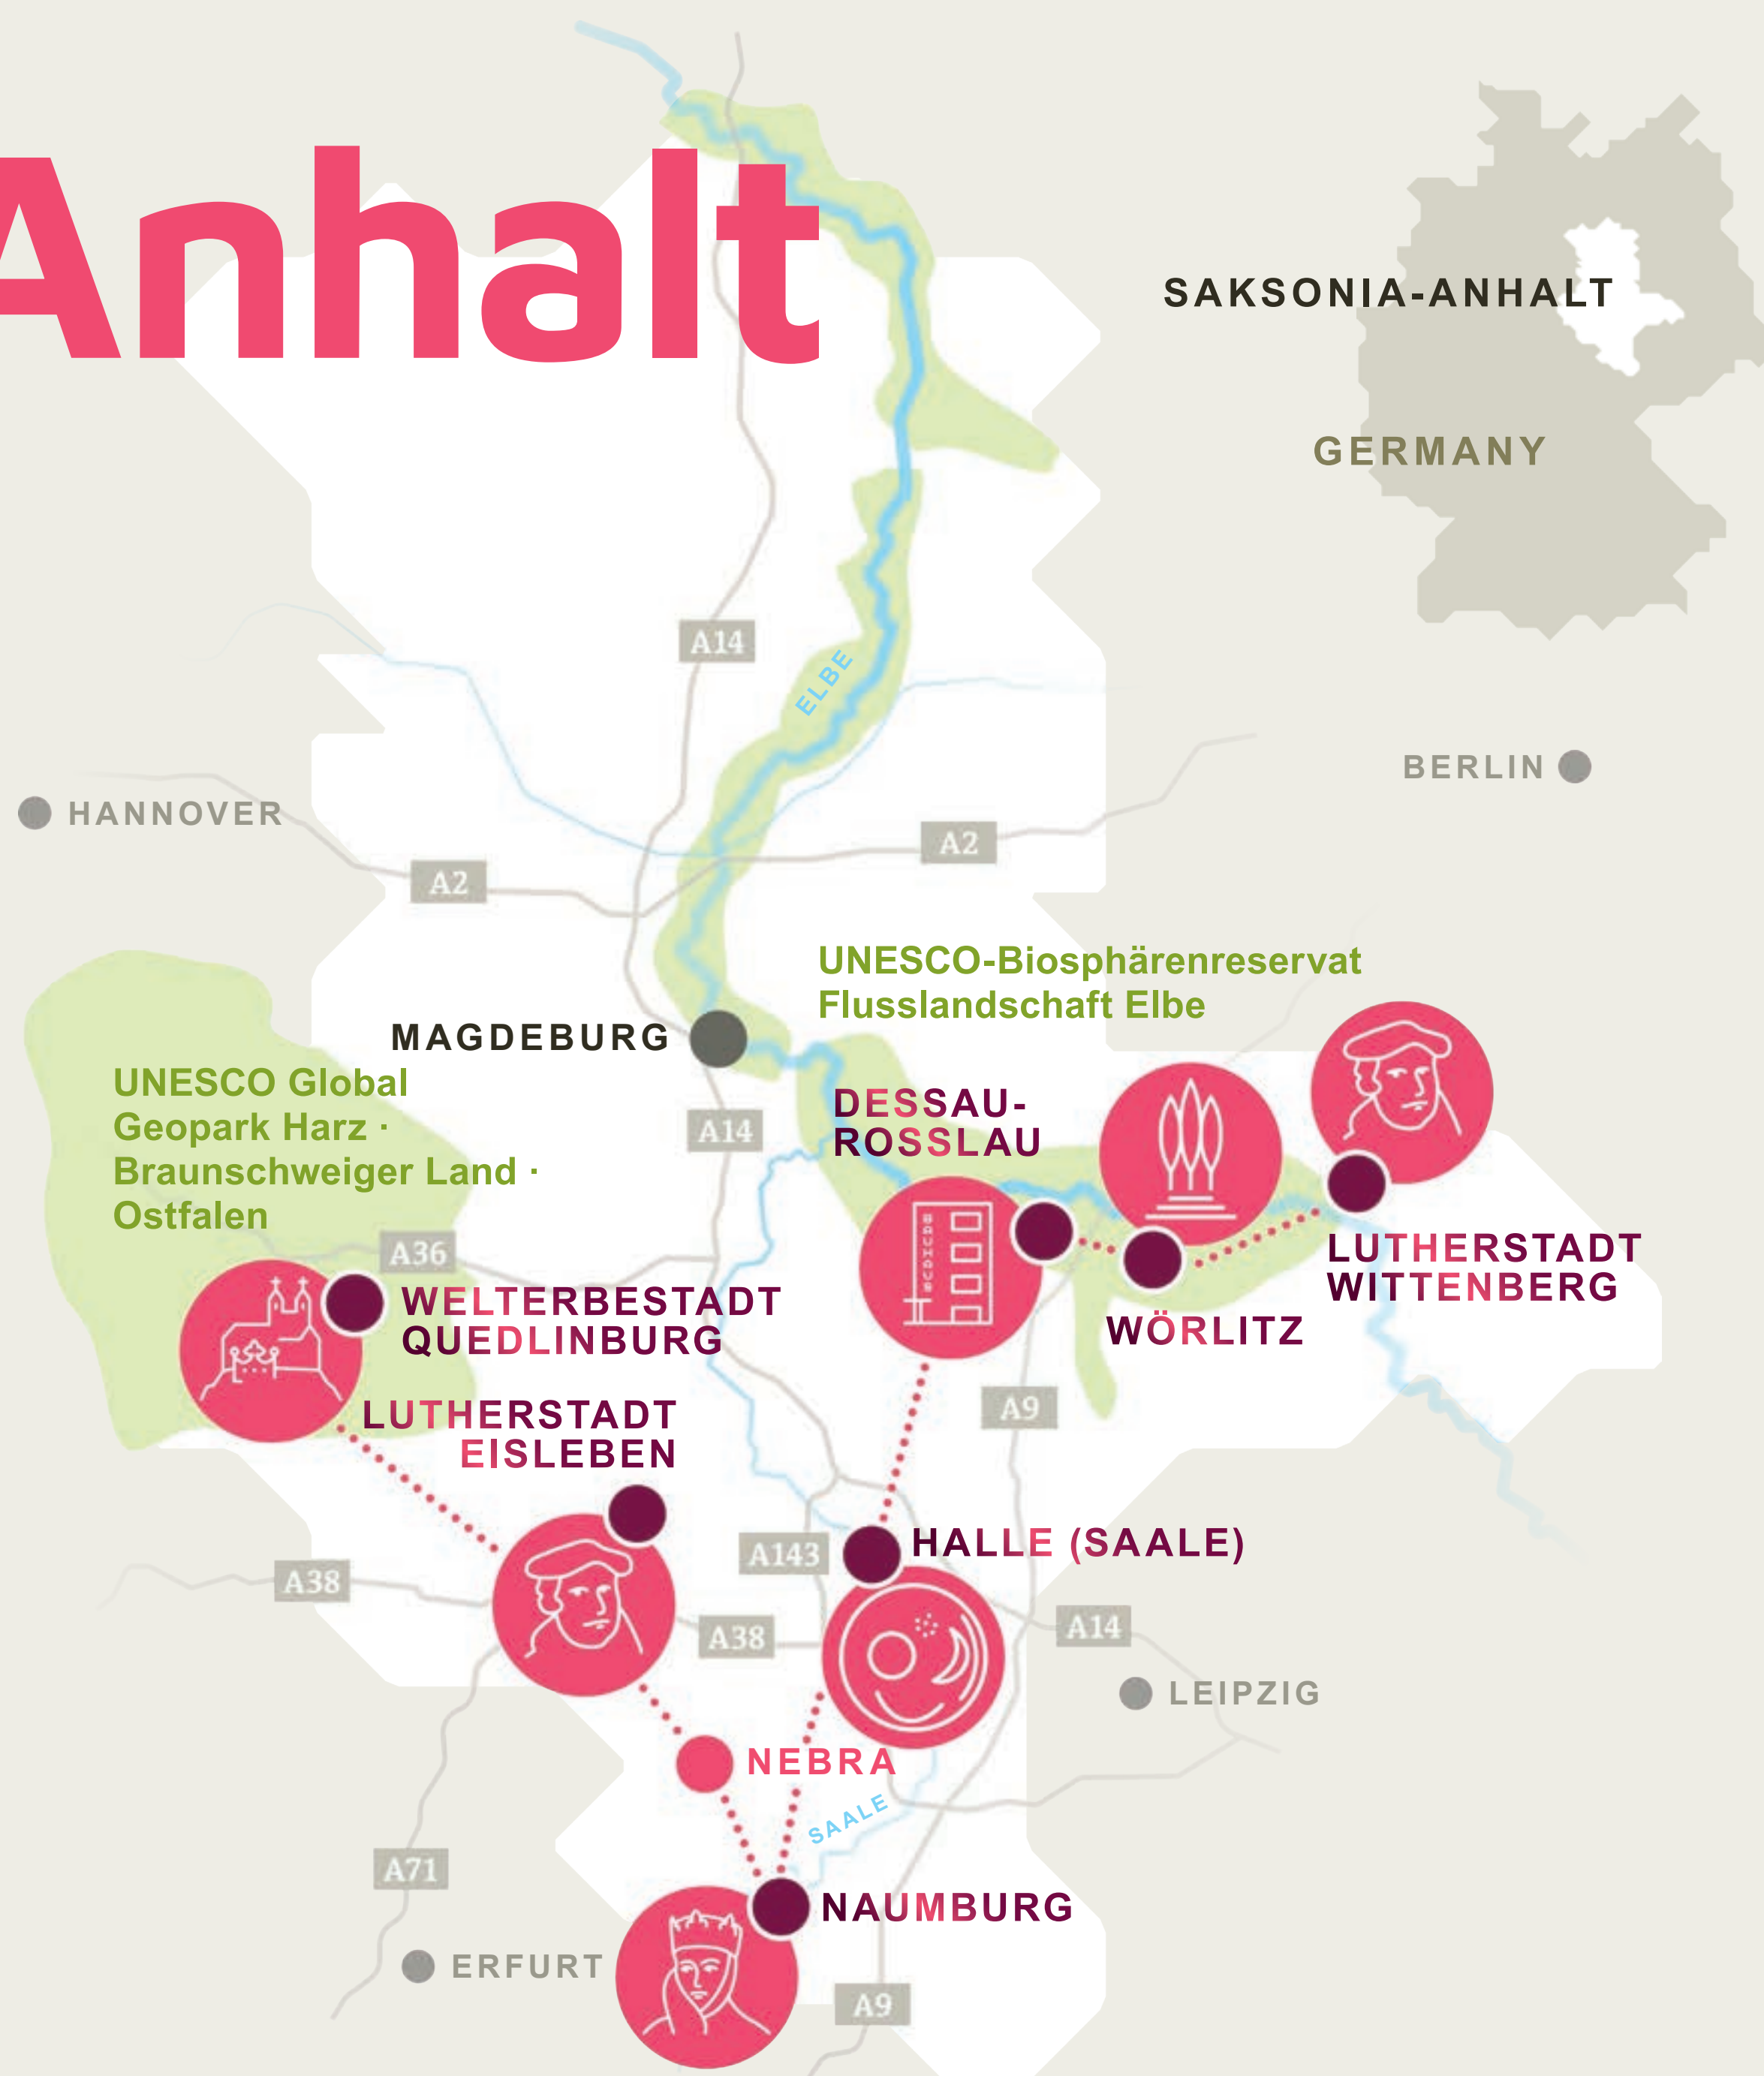 Anhalt
SAKSONIA-ANHALT
GERMANY
A14
ELBE
BERLIN
HANNOVER
A2
A2
UNESCO-Biosphärenreservat
Flusslandschaft Elbe
MAGDEBURG
UNESCO Global
Geopark Harz ·
Braunschweiger Land ·
Ostfalen
A14
DESSAU-
ROSSLAU
BAUHAUS
A36
LUTHERSTADT
WITTENBERG
WELTERBESTADT
QUEDLINBURG
WÖRLITZ
LUTHERSTADT
EISLEBEN
A9
HALLE (SAALE)
A143
A38
A38
A14
LEIPZIG
NEBRA
SAALE
A71
NAUMBURG
ERFURT
A9